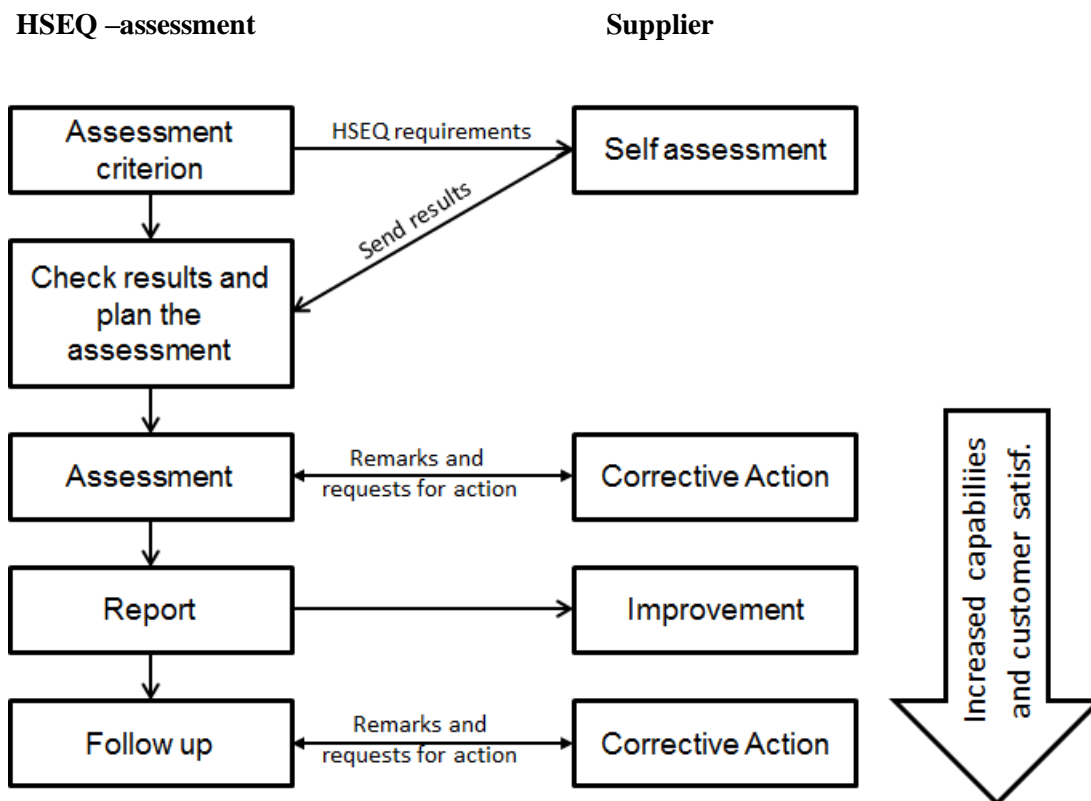 HSEQ –assessment
Supplier
Assessment
criterion
HSEQ requirements
Self assessment
Send results
Check results and
plan the
assessment
Assessment
Remarks and
requests for action
Corrective Action
Report
Improvement
Follow up
Remarks and
requests for action
Corrective Action
Increased capabiliies
and customer satisf.